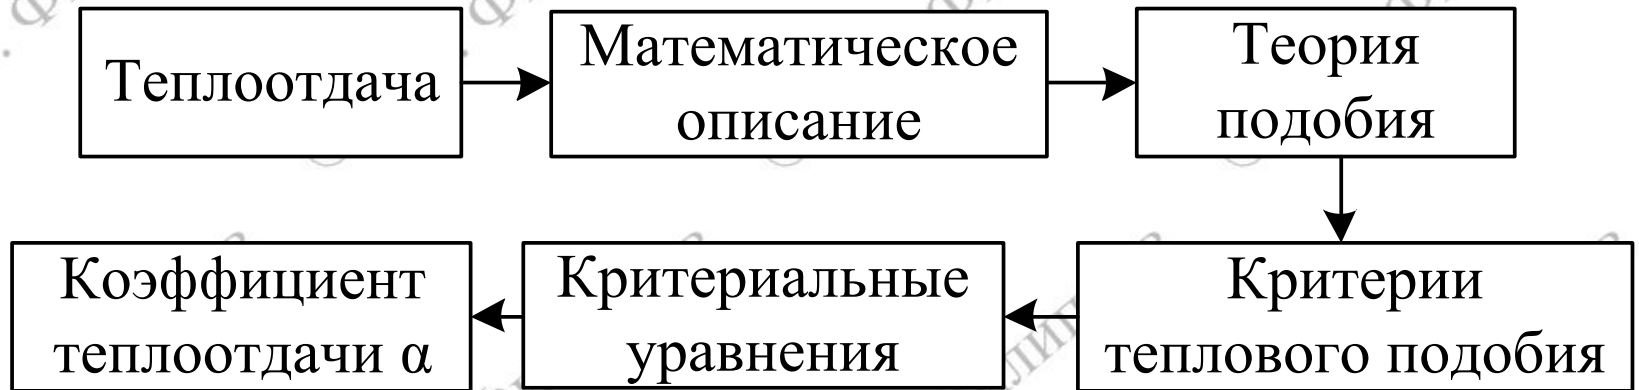 Теплоотдача
Математическое
описание
Теория
подобия
Критерии
теплового подобия
Критериальные
уравнения
Коэффициент
теплоотдачи α